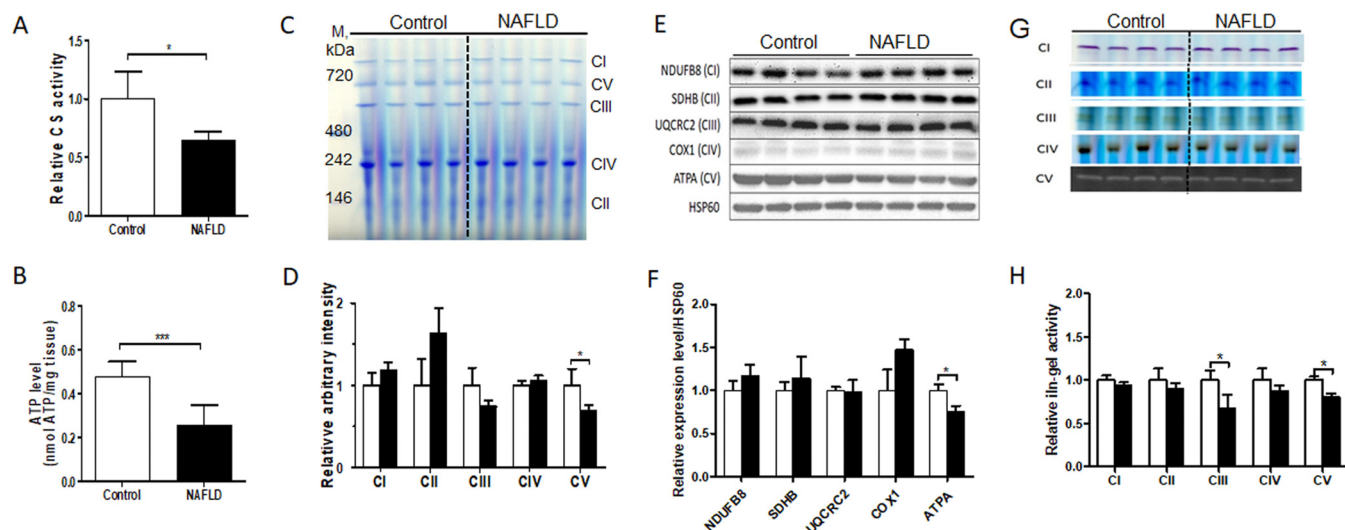 A
Relative CS activity
1.5
1.0
0.5
0.0
*
Control
NAFLD
B
ATP level
(nmol ATP/mg tissue)
0.8
0.6
0.4
0.2
0.0
***
Control
NAFLD
C
Control
NAFLD
M,
kDa
720
480
242
146
CI
CV
CIII
CIV
CII
D
Relativve arbitrary intensity
2
1
0
*
CI
CII
CIII
CIV
CV
E
Control
NAFLD
NDUFB8 (CI)
SDHB (CII)
UQCRC2 (CIII)
COX1 (CIV)
ATPA (CV)
HSP60
F
Relative expression level/HSP60
2.0
1.5
1.0
0.5
0.0
*
NDUFB8
SDHB
UQCRC2
COX1
ATPA
G
Control
NAFLD
CI
CII
CIII
CIV
CV
H
Relative iIn-gel activity
2.0
1.5
1.0
0.5
0.0
*
*
CI
CII
CIII
CIV
CV